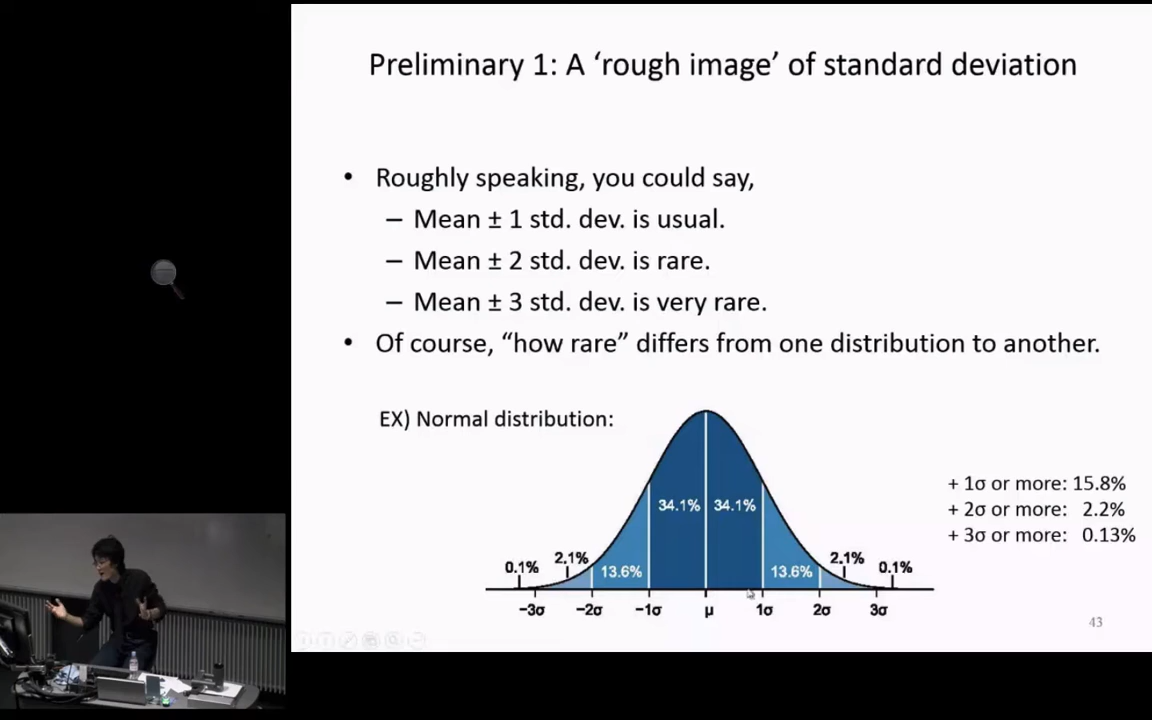 Preliminary 1: A ‘rough image’ of standard deviation
• Roughly speaking, you could say,
– Mean ± 1 std. dev. is usual.
– Mean ± 2 std. dev. is rare.
– Mean ± 3 std. dev. is very rare.
• Of course, “how rare” differs from one distribution to another.
EX) Normal distribution:
+ 1σ or more: 15.8%
+ 2σ or more: 2.2%
+ 3σ or more: 0.13%
34.1% 34.1%
0.1% 2.1% 13.6% 13.6% 2.1% 0.1%
−3σ −2σ −1σ μ 1σ 2σ 3σ
43